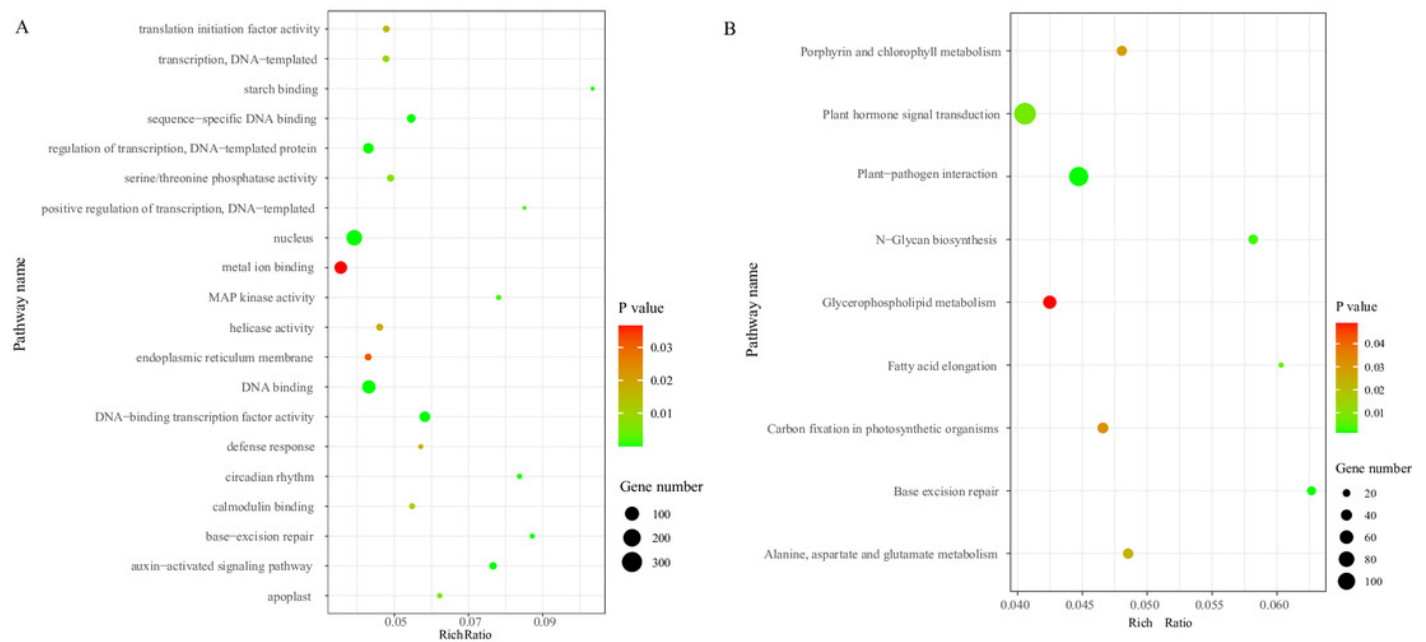 A
Pathway name
translation initiation factor activity
transcription, DNA−templated
starch binding
sequence−specific DNA binding
regulation of transcription, DNA−templated protein
serine/threonine phosphatase activity
positive regulation of transcription, DNA−templated
nucleus
metal ion binding
MAP kinase activity
helicase activity
endoplasmic reticulum membrane
DNA binding
DNA−binding transcription factor activity
defense response
circadian rhythm
calmodulin binding
base−excision repair
auxin−activated signaling pathway
apoplast
0.05 0.07 0.09
RichRatio
P value
0.03
0.02
0.01
Gene number
100
200
300
B
Pathway name
Porphyrin and chlorophyll metabolism
Plant hormone signal transduction
Plant−pathogen interaction
N−Glycan biosynthesis
Glycerophospholipid metabolism
Fatty acid elongation
Carbon fixation in photosynthetic organisms
Base excision repair
Alanine, aspartate and glutamate metabolism
0.040 0.045 0.050 0.055 0.060
Rich Ratio
P value
0.04
0.03
0.02
0.01
Gene number
20
40
60
80
100